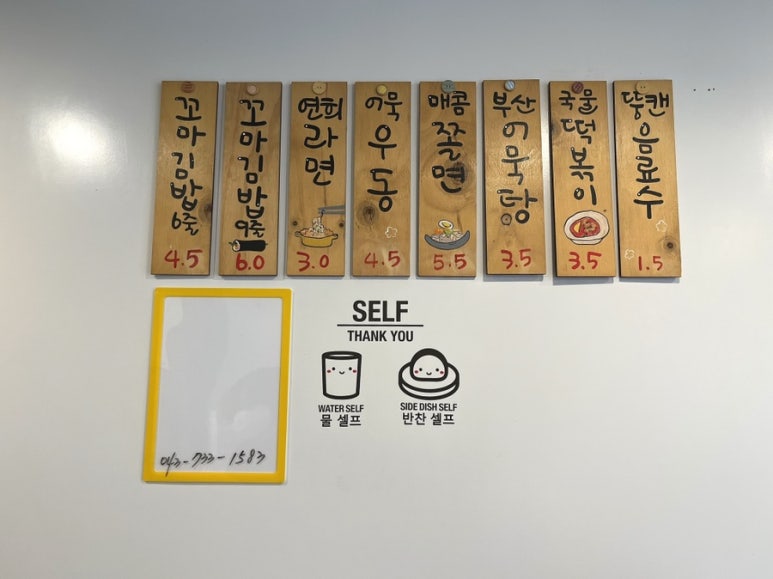 꼬마김밥
6줄
4.5
꼬마김밥
9줄
6.0
연희
라면
3.0
어묵
우동
4.5
매콤
쫄면
5.5
부산
어묵탕
3.5
국물
떡볶이
3.5
뚱캔
음료수
1.5
SELF
THANK YOU
WATER SELF
물 셀프
SIDE DISH SELF
반찬 셀프
043-733-1583